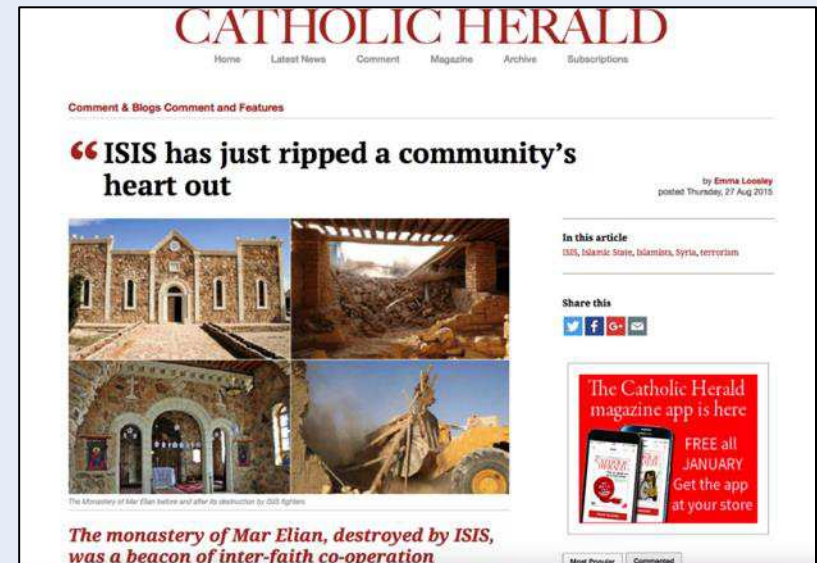 CATHOLIC HERALD
Home Latest News Comment Magazine Archive Subscriptions
Comment & Blogs Comment and Features
“ ISIS has just ripped a community’s
heart out
by Emma Loosley
posted Thursday, 27 Aug 2015
In this article
ISIS, Islamic State, Islamists, Syria, terrorism
Share this
The Monastery of Mar Elian before and after its destruction by ISIS fighters
The monastery of Mar Elian, destroyed by ISIS,
was a beacon of inter-faith co-operation
The Catholic Herald
magazine app is here
FREE all
JANUARY
Get the app
at your store
Most Popular Commented